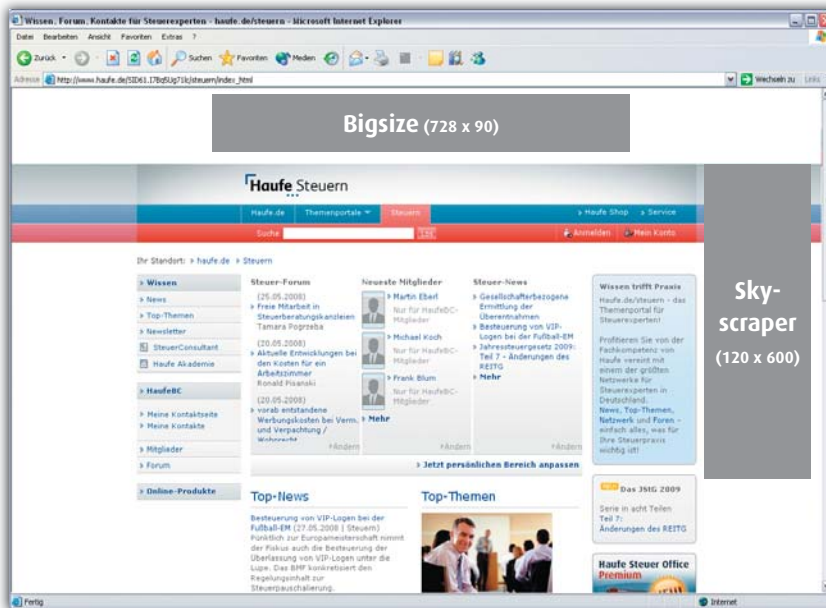 Wissen, Forum, Kontakte für Steuerexperten - haufe.de/steuern - Microsoft Internet Explorer
Datei Bearbeiten Ansicht Favoriten Extras ?
Zurück Suchen Favoriten Medien
Adresse http://www.haufe.de/ Wechseln zu Links
Bigsize (728 x 90)
Haufe Steuern
Haufe.de Themenportale Steuern > Haufe Shop > Service
Suche Los Anmelden Mein Konto
Ihr Standort: > haufe.de > Steuern
> Wissen
> News
> Top-Themen
> Newsletter
SteuerConsultant
Haufe Akademie
> HaufeBC
> Meine Kontaktseite
> Meine Kontakte
> Mitglieder
> Forum
> Online-Produkte
Steuer-Forum
(25.05.2008)
> Freie Mitarbeit in
Steuerberatungskanzleien
Tamara Pogrzeba
(20.05.2008)
> Aktuelle Entwicklungen bei
den Kosten für ein
Arbeitszimmer
Ronald Pisanski
(20.05.2008)
> vorab entstandene
Werbungskosten bei Verm.
und Verpachtung /
Wohnrecht
>Ändern
Neueste Mitglieder
> Martin Eberl
Nur für HaufeBC-
Mitglieder
> Michael Koch
Nur für HaufeBC-
Mitglieder
> Frank Blum
Nur für HaufeBC-
Mitglieder
> Mehr
>Ändern
Steuer-News
> Gesellschafterbezogene
Ermittlung der
Überentnahmen
> Besteuerung von VIP-
Logen bei der Fußball-EM
> Jahressteuergesetz 2009:
Teil 7 - Änderungen des
REITG
> Mehr
>Ändern
> Jetzt persönlichen Bereich anpassen
Wissen trifft Praxis
Haufe.de/steuern - das
Themenportal für
Steuerexperten!
Profitieren Sie von der
Fachkompetenz von
Haufe vereint mit
einem der größten
Netzwerke für
Steuerexperten in
Deutschland.
News, Top-Themen,
Netzwerk und Foren -
einfach alles, was für
Ihre Steuerpraxis
wichtig ist!
Sky-
scraper
(120 x 600)
Top-News
Besteuerung von VIP-Logen bei der
Fußball-EM (27.05.2008 | Steuern)
Pünktlich zur Europameisterschaft nimmt
der Fiskus auch die Besteuerung der
Überlassung von VIP-Logen unter die
Lupe. Das BMF konkretisiert den
Regelungsinhalt zur
Steuerpauschalierung.
Top-Themen
Das JStG 2009
Serie in acht Teilen
Teil 7:
Änderungen des REITG
Haufe Steuer Office
Premium
Fertig Internet